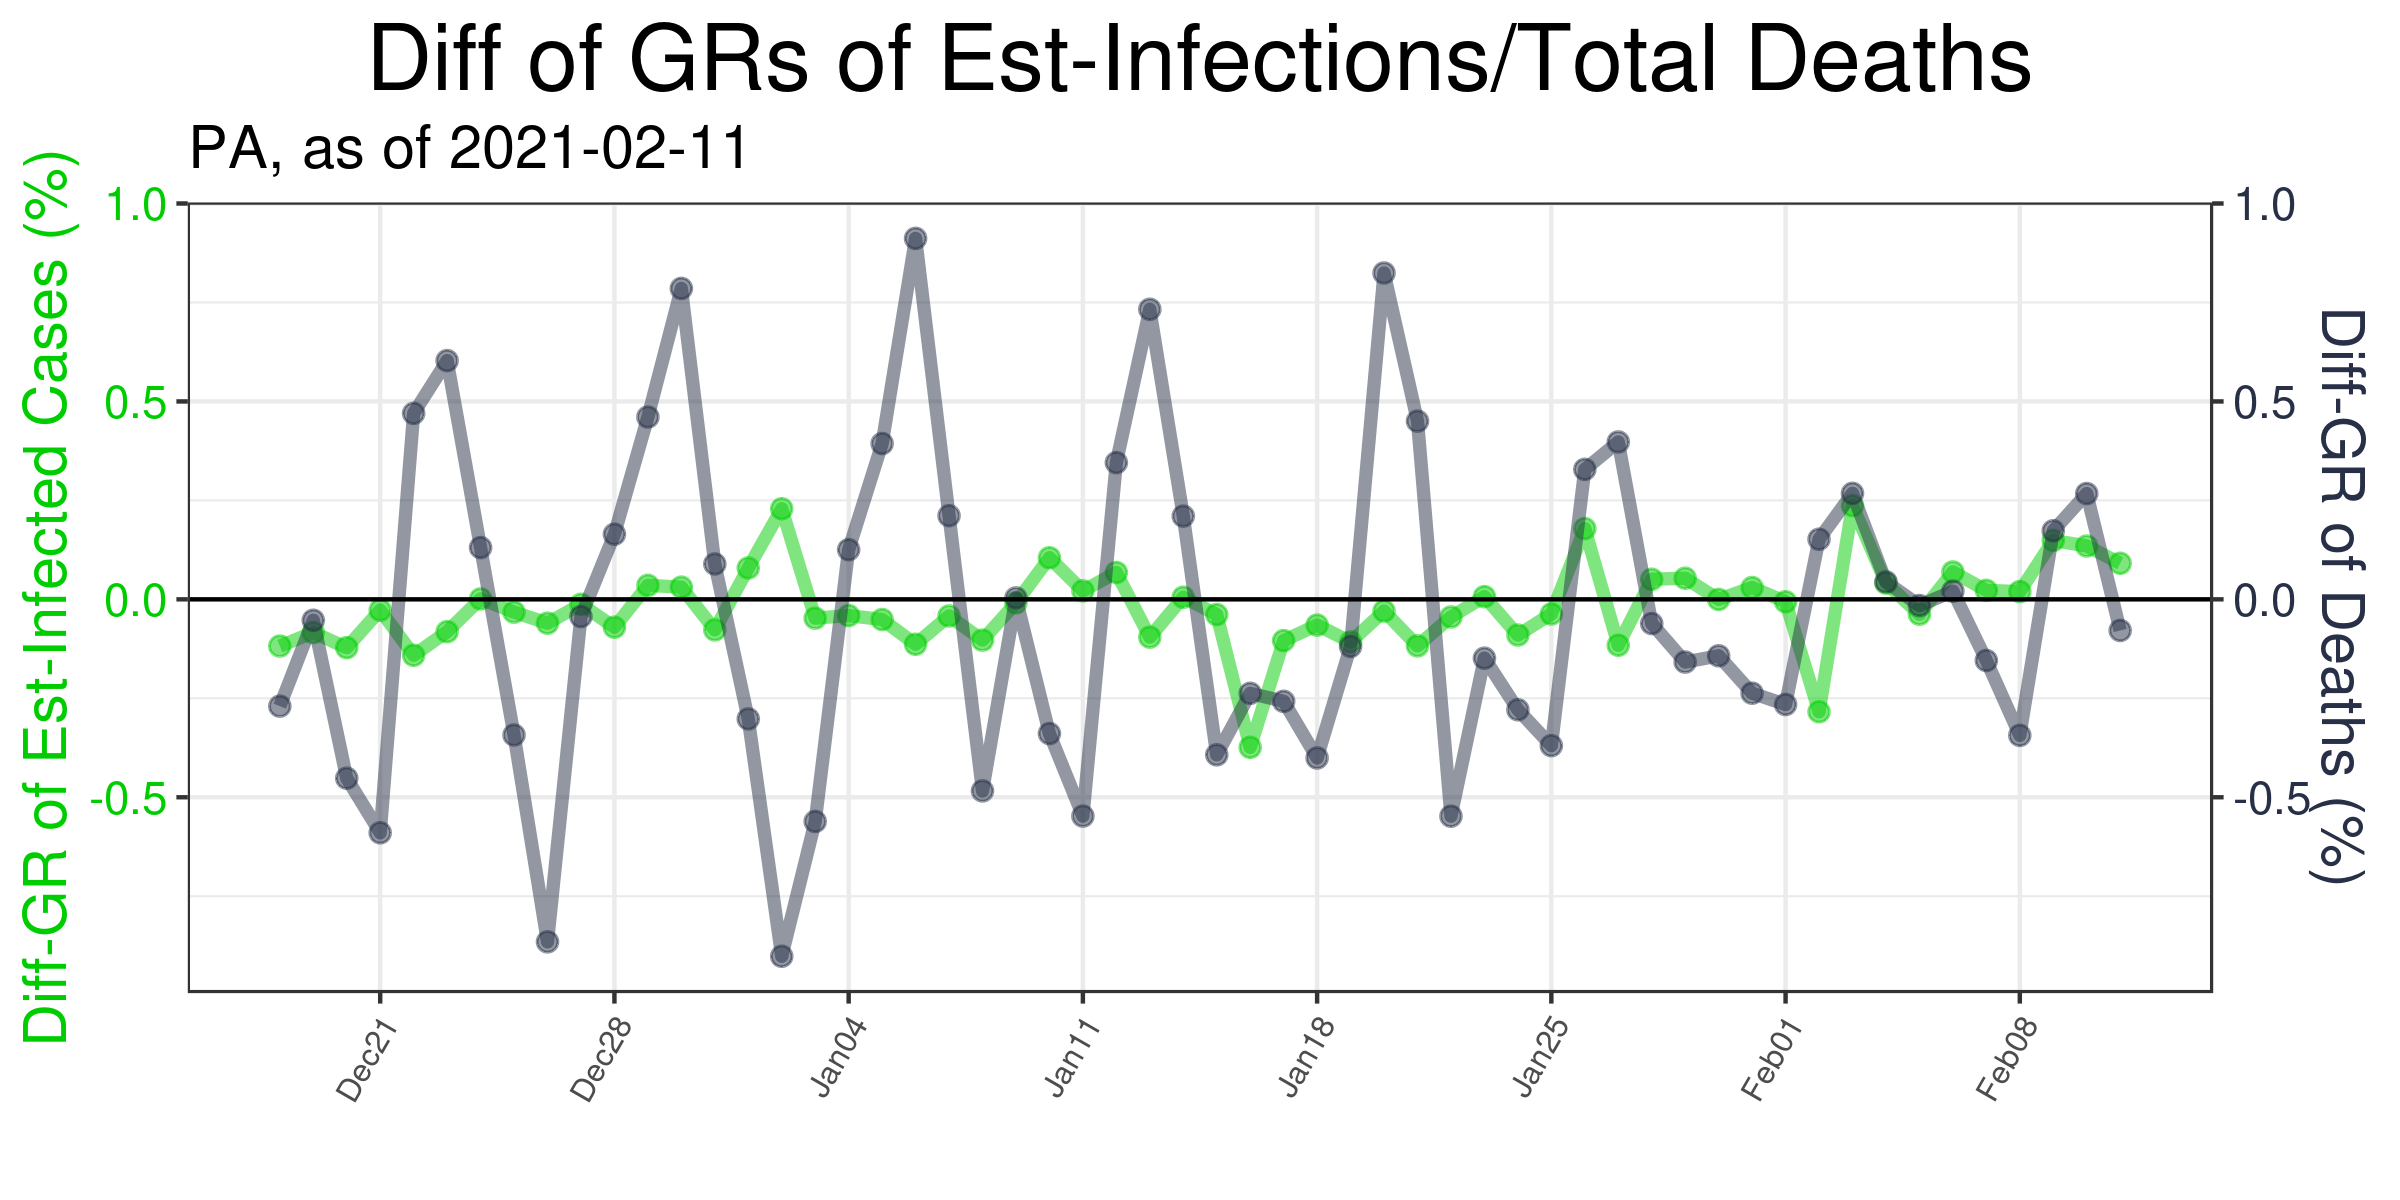 Diff of GRs of Est-Infections/Total Deaths
PA, as of 2021-02-11
Diff-GR of Est-Infected Cases (%)
1.0
0.5
0.0
-0.5
1.0
0.5
0.0
-0.5
Diff-GR of Deaths (%)
Dec21
Dec28
Jan04
Jan11
Jan18
Jan25
Feb01
Feb08